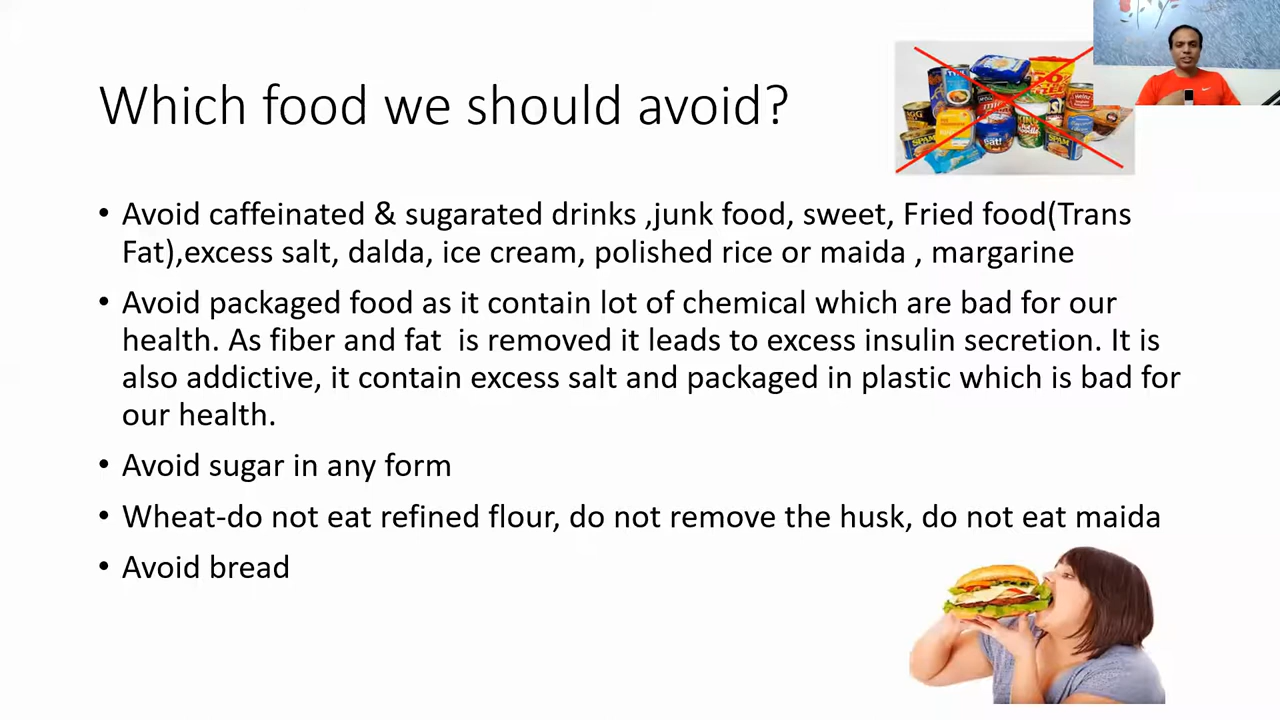 Which food we should avoid?
• Avoid caffeinated & sugarated drinks ,junk food, sweet, Fried food(Trans
Fat),excess salt, dalda, ice cream, polished rice or maida , margarine
• Avoid packaged food as it contain lot of chemical which are bad for our
health. As fiber and fat  is removed it leads to excess insulin secretion. It is
also addictive, it contain excess salt and packaged in plastic which is bad for
our health.
• Avoid sugar in any form
• Wheat-do not eat refined flour, do not remove the husk, do not eat maida
• Avoid bread
SPAM
eat!
SPAM